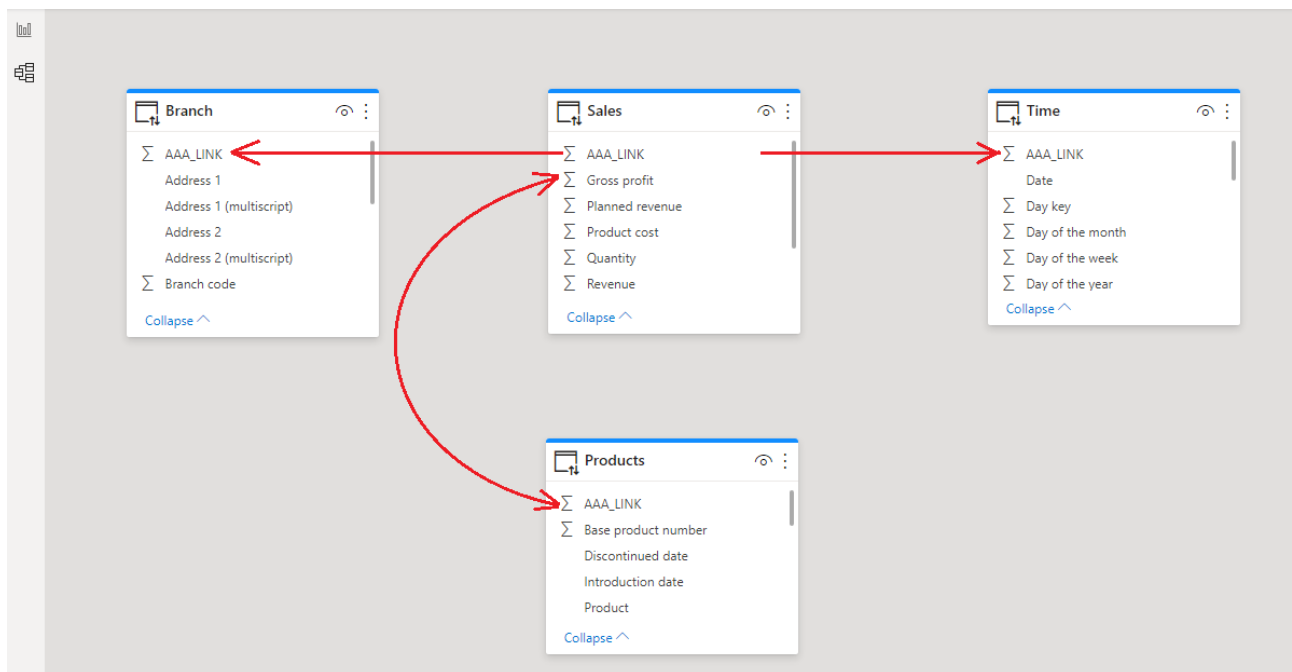 Branch
AAA_LINK
Address 1
Address 1 (multiscript)
Address 2
Address 2 (multiscript)
Branch code
Collapse
Sales
AAA_LINK
Gross profit
Planned revenue
Product cost
Quantity
Revenue
Collapse
Time
AAA_LINK
Date
Day key
Day of the month
Day of the week
Day of the year
Collapse
Products
AAA_LINK
Base product number
Discontinued date
Introduction date
Product
Collapse